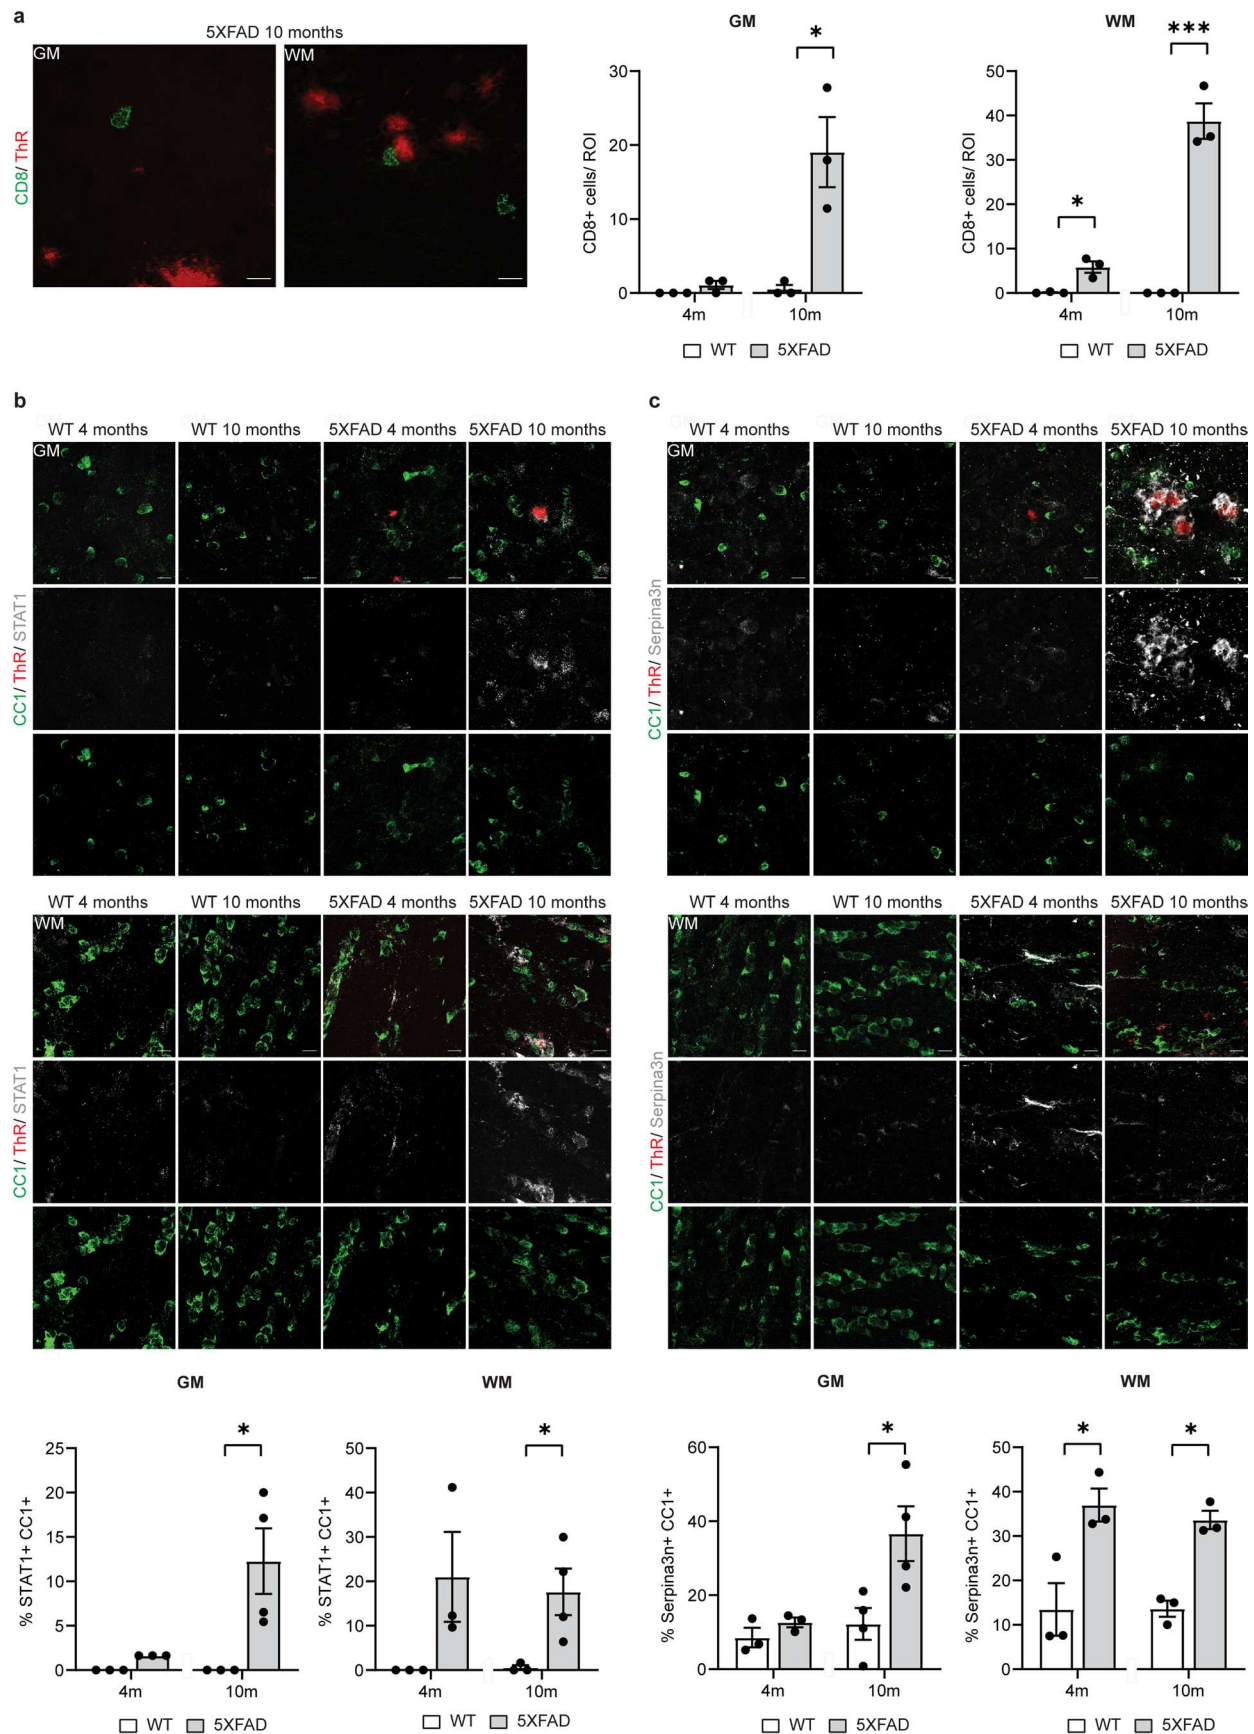 a
5XFAD 10 months
GM
WM
CD8/ ThR
GM
*
CD8+ cells/ ROI
30
20
10
0
4m
10m
WT
5XFAD
WM
***
*
CD8+ cells/ ROI
50
40
30
20
10
0
4m
10m
WT
5XFAD
b
WT 4 months
WT 10 months
5XFAD 4 months
5XFAD 10 months
GM
CC1/ ThR/ STAT1
WT 4 months
WT 10 months
5XFAD 4 months
5XFAD 10 months
WM
CC1/ ThR/ STAT1
GM
*
% STAT1+ CC1+
25
20
15
10
5
0
4m
10m
WT
5XFAD
WM
*
% STAT1+ CC1+
50
40
30
20
10
0
4m
10m
WT
5XFAD
c
WT 4 months
WT 10 months
5XFAD 4 months
5XFAD 10 months
GM
CC1/ ThR/ Serpina3n
WT 4 months
WT 10 months
5XFAD 4 months
5XFAD 10 months
WM
CC1/ ThR/ Serpina3n
GM
*
% Serpina3n+ CC1+
60
40
20
0
4m
10m
WT
5XFAD
WM
*
*
% Serpina3n+ CC1+
50
40
30
20
10
0
4m
10m
WT
5XFAD